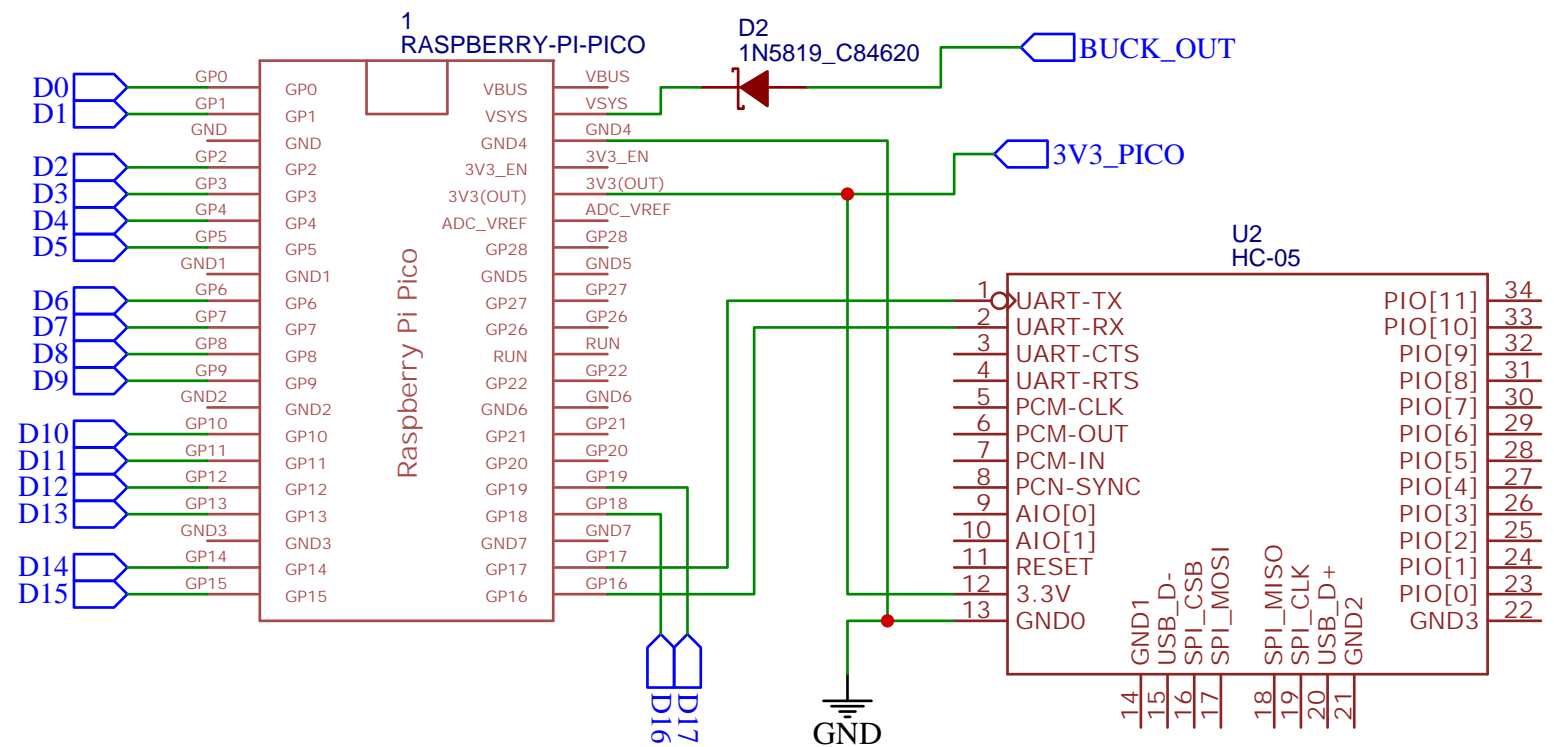 1
RASPBERRY-PI-PICO
D2
1N5819_C84620
BUCK_OUT
3V3_PICO
D0
D1
D2
D3
D4
D5
D6
D7
D8
D9
D10
D11
D12
D13
D14
D15
GP0
GP1
GND
GP2
GP3
GP4
GP5
GND1
GP6
GP7
GP8
GP9
GND2
GP10
GP11
GP12
GP13
GND3
GP14
GP15
GP0
GP1
GND
GP2
GP3
GP4
GP5
GND1
GP6
GP7
GP8
GP9
GND2
GP10
GP11
GP12
GP13
GND3
GP14
GP15
Raspberry Pi Pico
VBUS
VSYS
GND4
3V3_EN
3V3(OUT)
ADC_VREF
GP28
GND5
GP27
GP26
RUN
GP22
GND6
GP21
GP20
GP19
GP18
GND7
GP17
GP16
VBUS
VSYS
GND4
3V3_EN
3V3(OUT)
ADC_VREF
GP28
GND5
GP27
GP26
RUN
GP22
GND6
GP21
GP20
GP19
GP18
GND7
GP17
GP16
D16
D17
GND
U2
HC-05
1 UART-TX
2 UART-RX
3 UART-CTS
4 UART-RTS
5 PCM-CLK
6 PCM-OUT
7 PCM-IN
8 PCN-SYNC
9 AIO[0]
10 AIO[1]
11 RESET
12 3.3V
13 GND0
14 GND1
15 USB_D-
16 SPI_CSB
17 SPI_MOSI
18 SPI_MISO
19 SPI_CLK
20 USB_D+
21 GND2
PIO[11] 34
PIO[10] 33
PIO[9] 32
PIO[8] 31
PIO[7] 30
PIO[6] 29
PIO[5] 28
PIO[4] 27
PIO[3] 26
PIO[2] 25
PIO[1] 24
PIO[0] 23
GND3 22